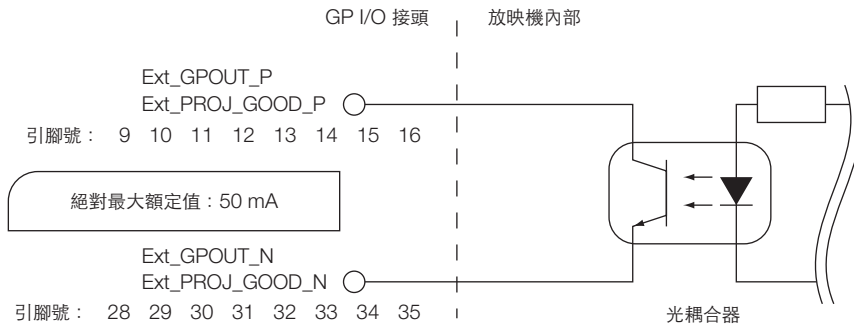 GP I/O 接頭 放映機內部
Ext_GPOUT_P
Ext_PROJ_GOOD_P
引腳號： 9 10 11 12 13 14 15 16
絕對最大額定值：50 mA
Ext_GPOUT_N
Ext_PROJ_GOOD_N
引腳號： 28 29 30 31 32 33 34 35
光耦合器